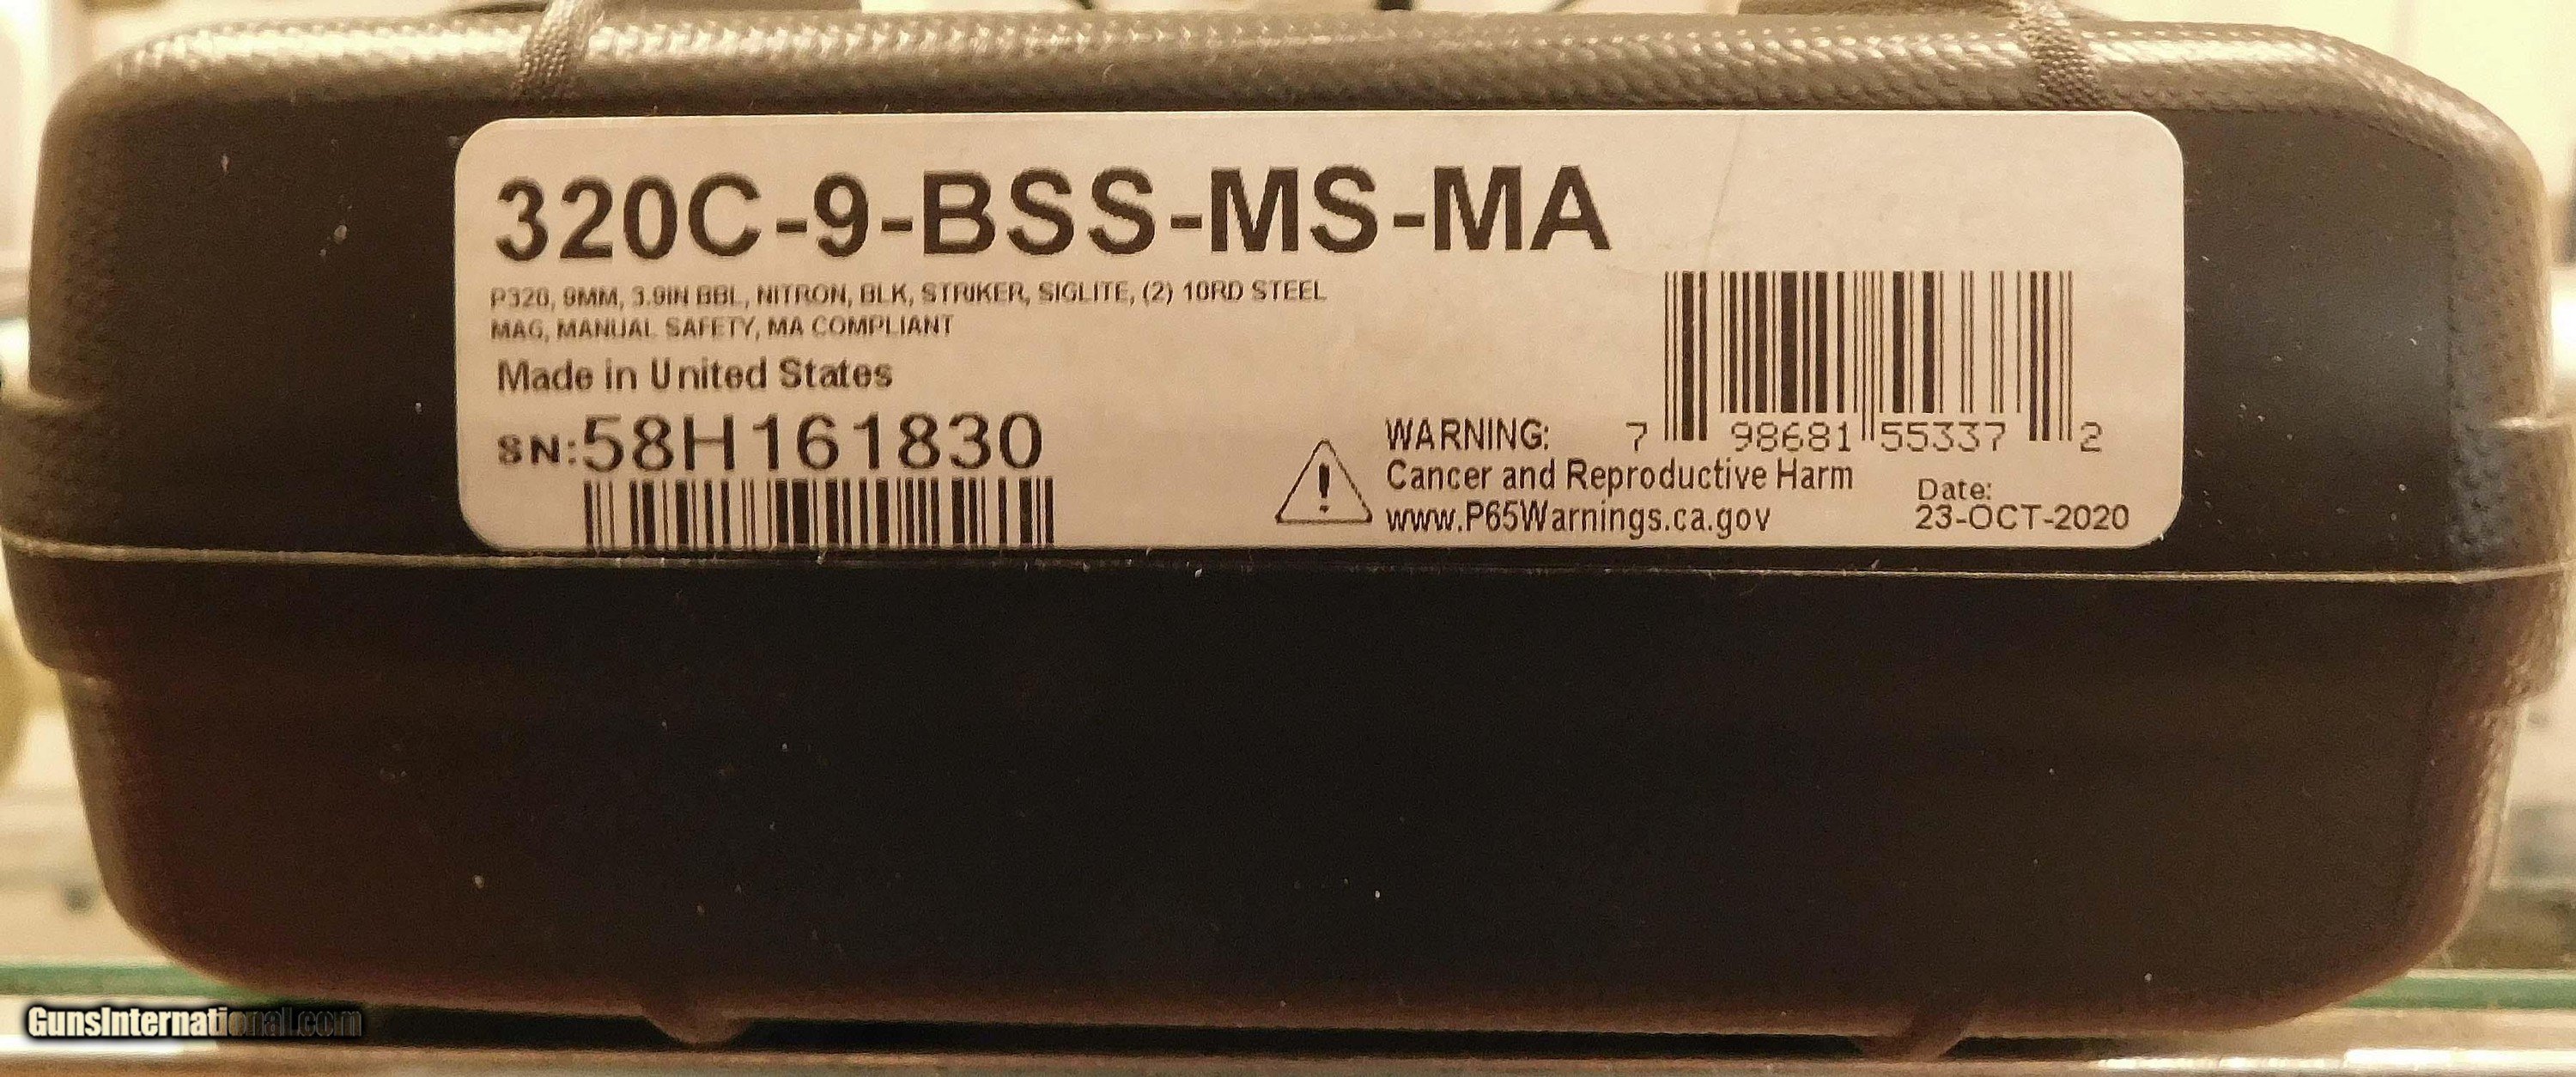 320C-9-BSS-MS-MA
P320, 9MM, 3.9IN BBL, NITRON, BLK, STRIKER, SIGLITE, (2) 10RD STEEL
MAG, MANUAL SAFETY, MA COMPLIANT
Made in United States
SN:58H161830
7 98681 55337 2
WARNING:
Cancer and Reproductive Harm
www.P65Warnings.ca.gov
Date:
23-OCT-2020
GunsInternational.com